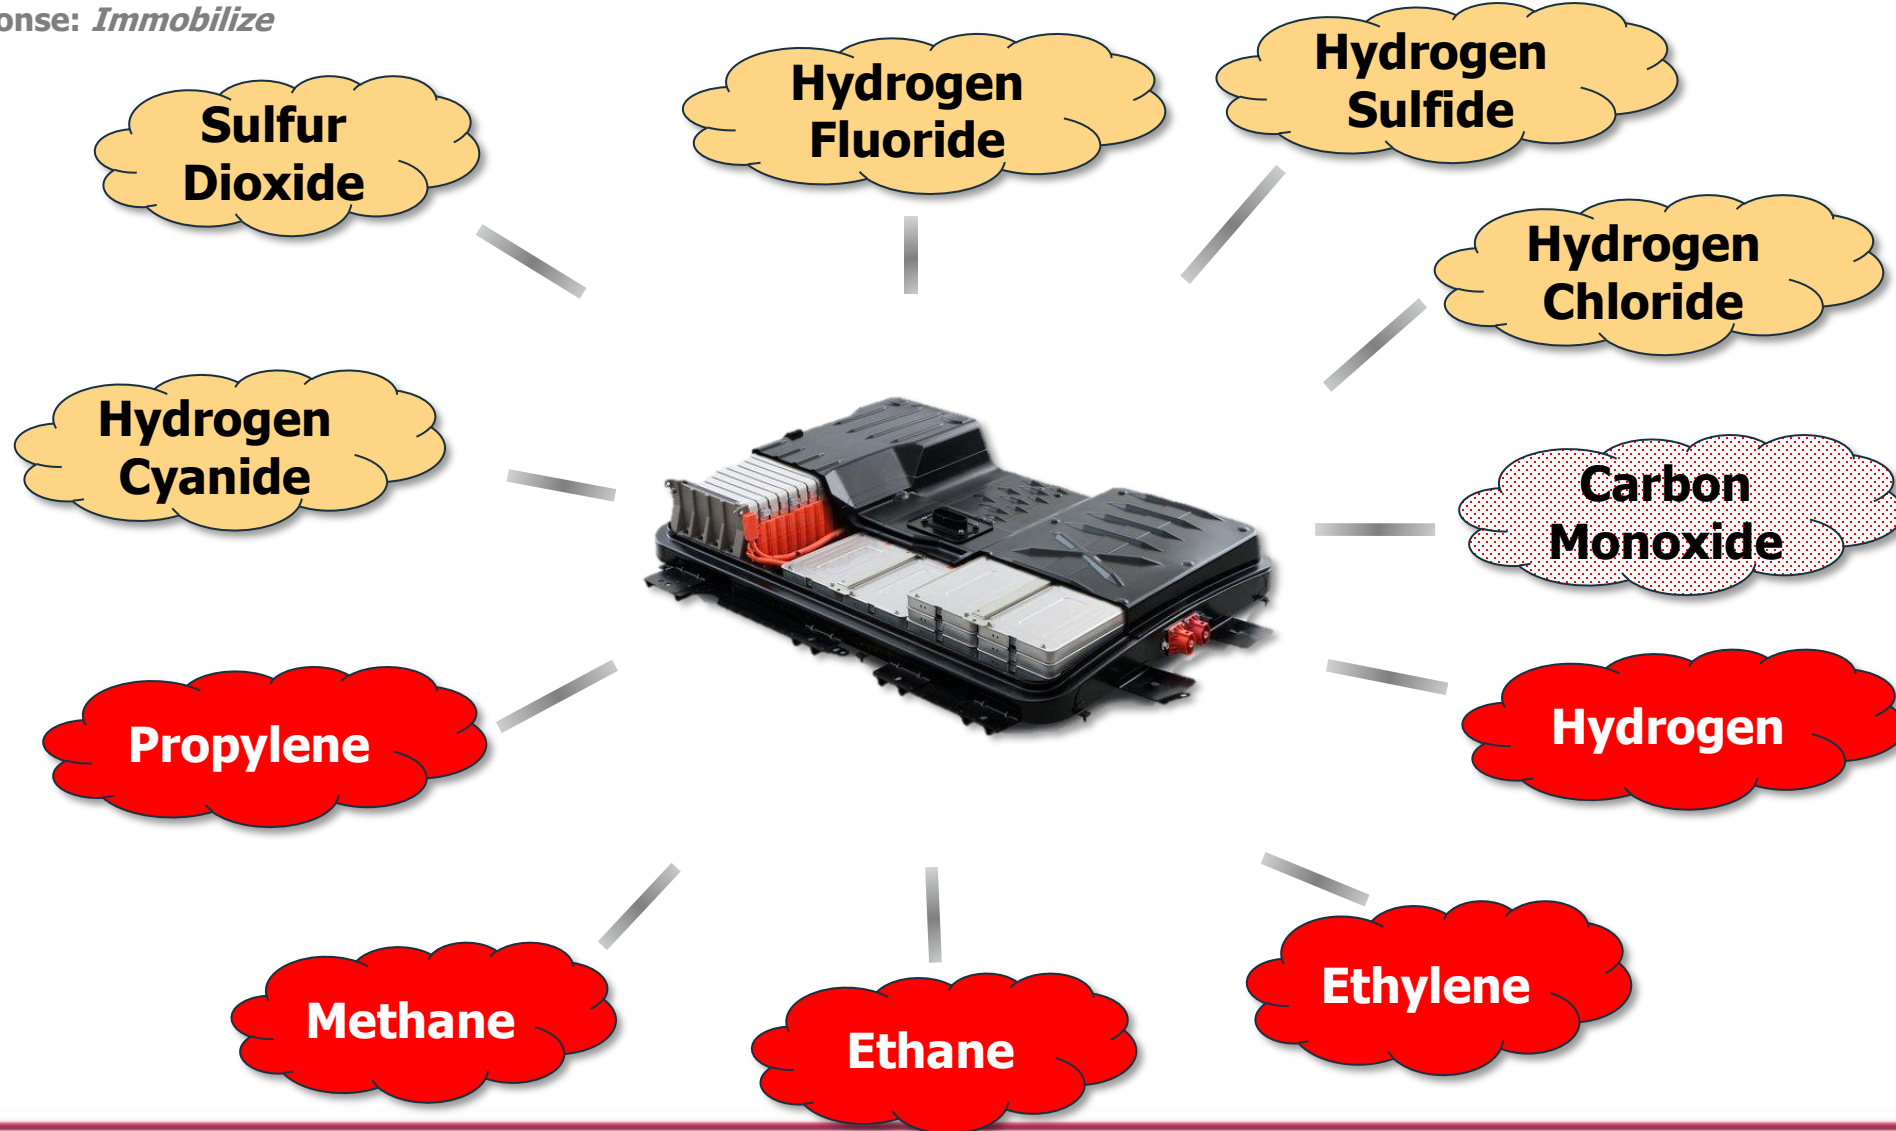 onse: Immobilize
Hydrogen
Sulfide
Hydrogen
Fluoride
Sulfur
Dioxide
Hydrogen
Chloride
Hydrogen
Cyanide
Carbon
Monoxide
Propylene
Hydrogen
Methane
Ethane
Ethylene